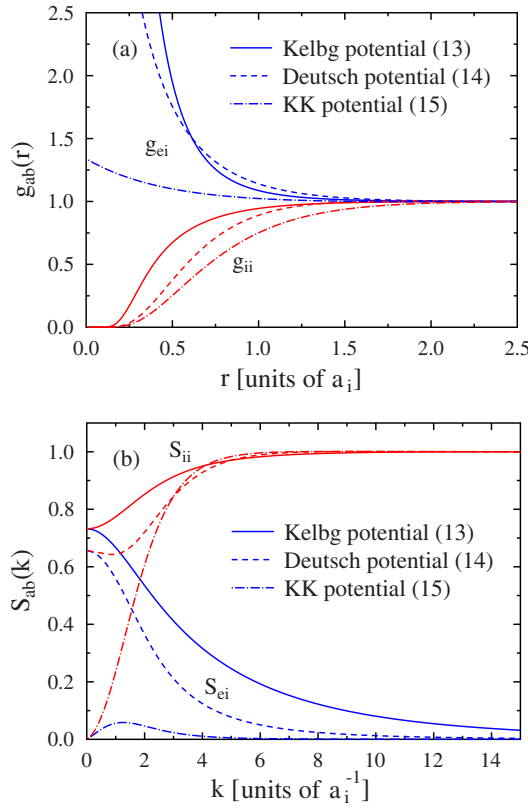 (a)
Kelbg potential (13)
Deutsch potential (14)
KK potential (15)
g_ei
g_ii
g_ab(r)
2.5
2.0
1.5
1.0
0.5
0.0
0.0 0.5 1.0 1.5 2.0 2.5
r [units of a_i]
(b)
S_ii
Kelbg potential (13)
Deutsch potential (14)
KK potential (15)
S_ei
S_ab(k)
1.0
0.8
0.6
0.4
0.2
0.0
0 2 4 6 8 10 12 14
k [units of a_i^-1]